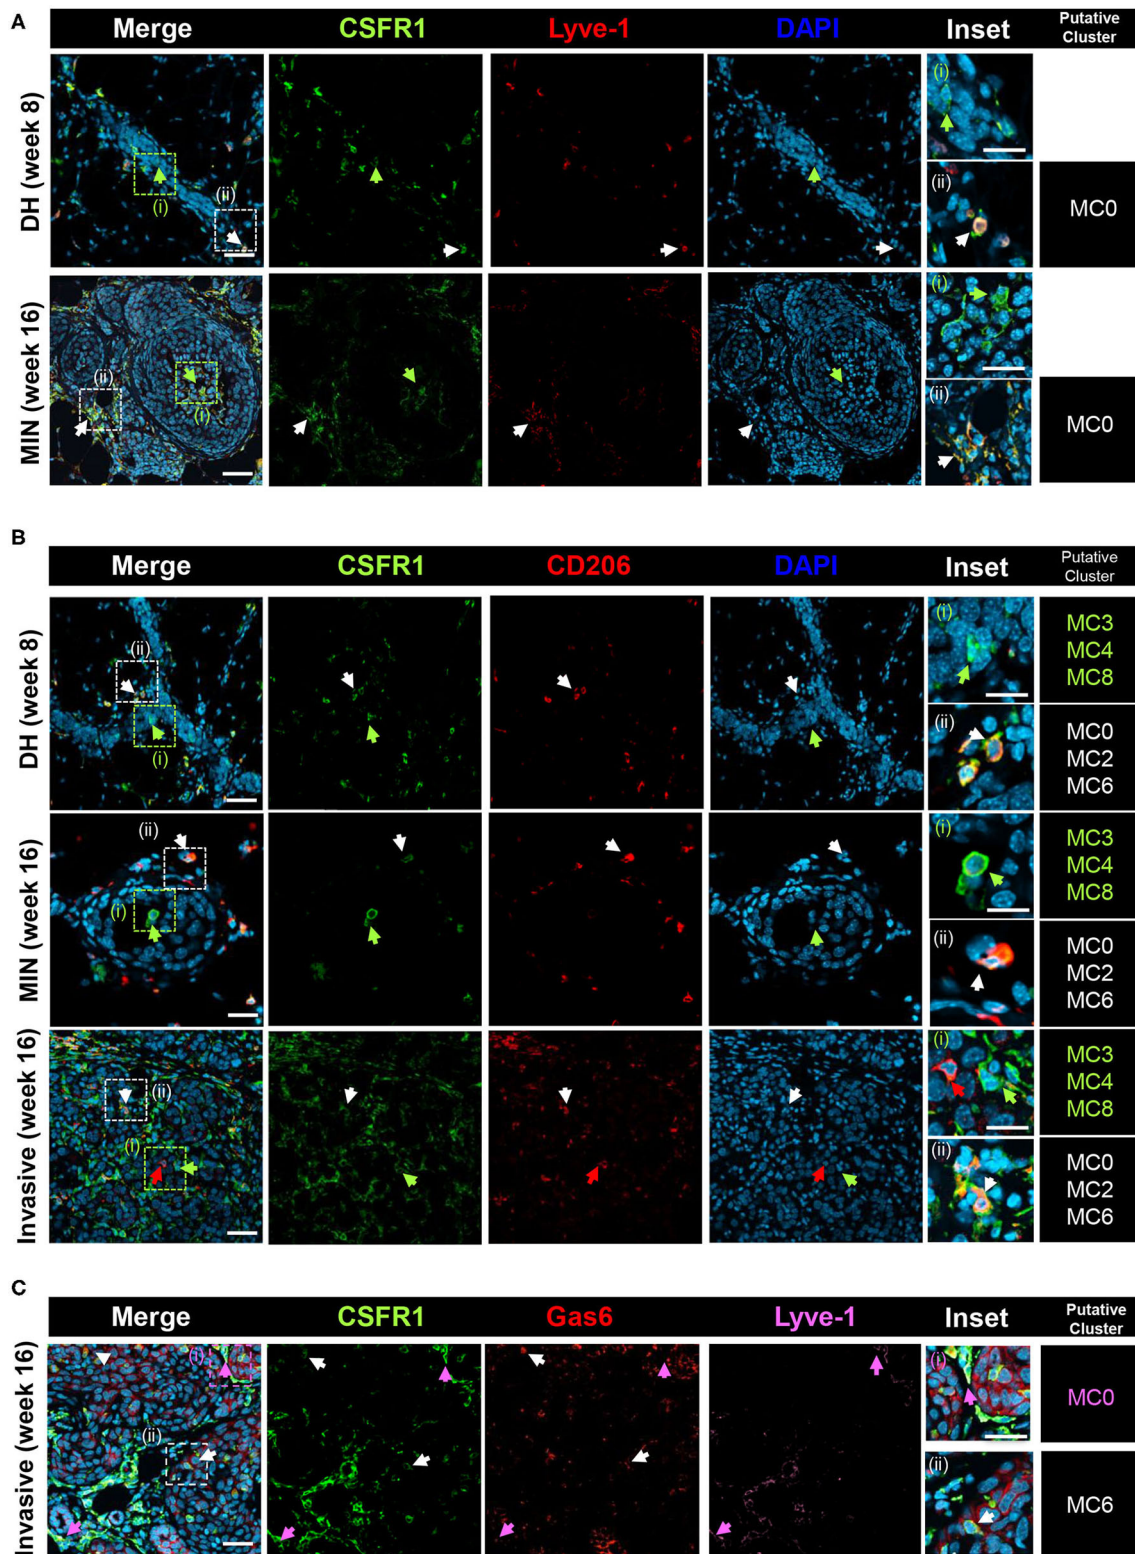 A
Merge CSFR1 Lyve-1 DAPI Inset Putative
Cluster
DH (week 8)
(i)
(ii)
(i)
(ii)
MC0
MIN (week 16)
(ii)
(i)
(i)
(ii)
MC0
B
Merge CSFR1 CD206 DAPI Inset Putative
Cluster
DH (week 8)
(ii)
(i)
(i)
MC3
MC4
MC8
(ii)
MC0
MC2
MC6
MIN (week 16)
(ii)
(i)
(i)
MC3
MC4
MC8
(ii)
MC0
MC2
MC6
Invasive (week 16)
(ii)
(i)
(i)
MC3
MC4
MC8
(ii)
MC0
MC2
MC6
C
Merge CSFR1 Gas6 Lyve-1 Inset Putative
Cluster
Invasive (week 16)
(i)
(ii)
(i)
MC0
(ii)
MC6